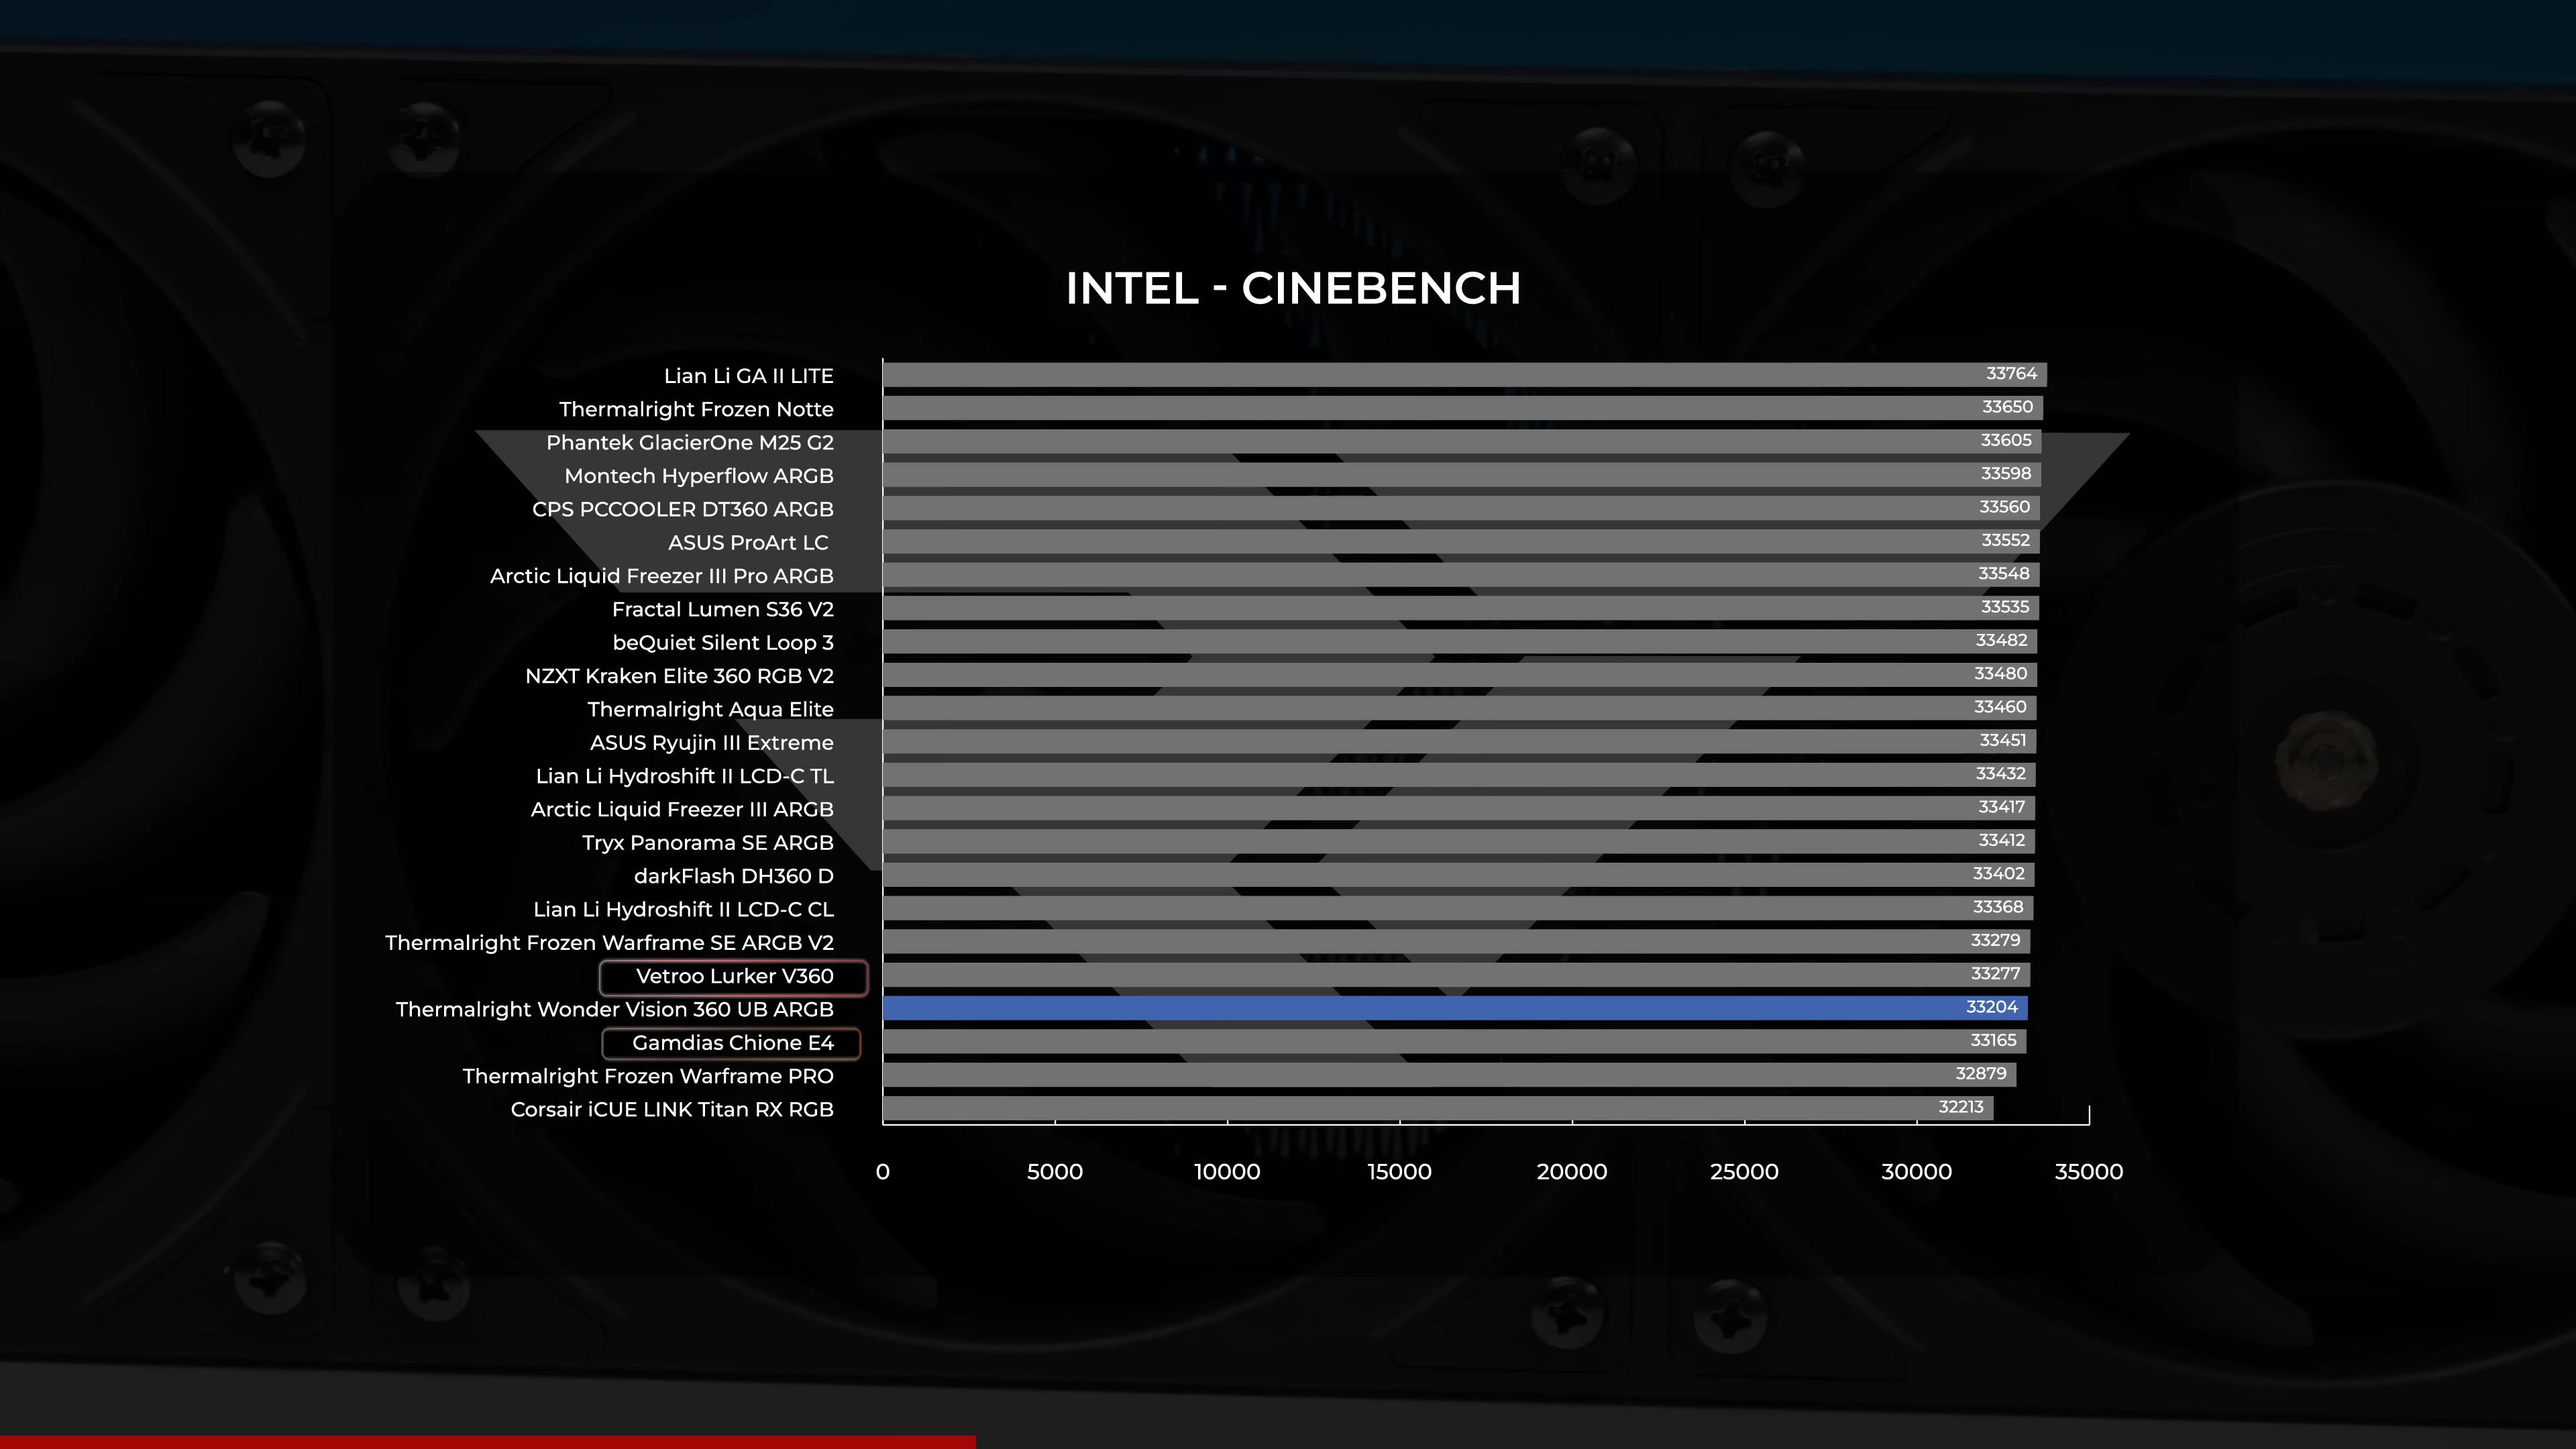 INTEL - CINEBENCH
Lian Li GA II LITE 33764
Thermalright Frozen Notte 33650
Phantek GlacierOne M25 G2 33605
Montech Hyperflow ARGB 33598
CPS PCCOOLER DT360 ARGB 33560
ASUS ProArt LC 33552
Arctic Liquid Freezer III Pro ARGB 33548
Fractal Lumen S36 V2 33535
beQuiet Silent Loop 3 33482
NZXT Kraken Elite 360 RGB V2 33480
Thermalright Aqua Elite 33460
ASUS Ryujin III Extreme 33451
Lian Li Hydroshift II LCD-C TL 33432
Arctic Liquid Freezer III ARGB 33417
Tryx Panorama SE ARGB 33412
darkFlash DH360 D 33402
Lian Li Hydroshift II LCD-C CL 33368
Thermalright Frozen Warframe SE ARGB V2 33279
Vetroo Lurker V360 33277
Thermalright Wonder Vision 360 UB ARGB 33204
Gamdias Chione E4 33165
Thermalright Frozen Warframe PRO 32879
Corsair iCUE LINK Titan RX RGB 32213
0 5000 10000 15000 20000 25000 30000 35000